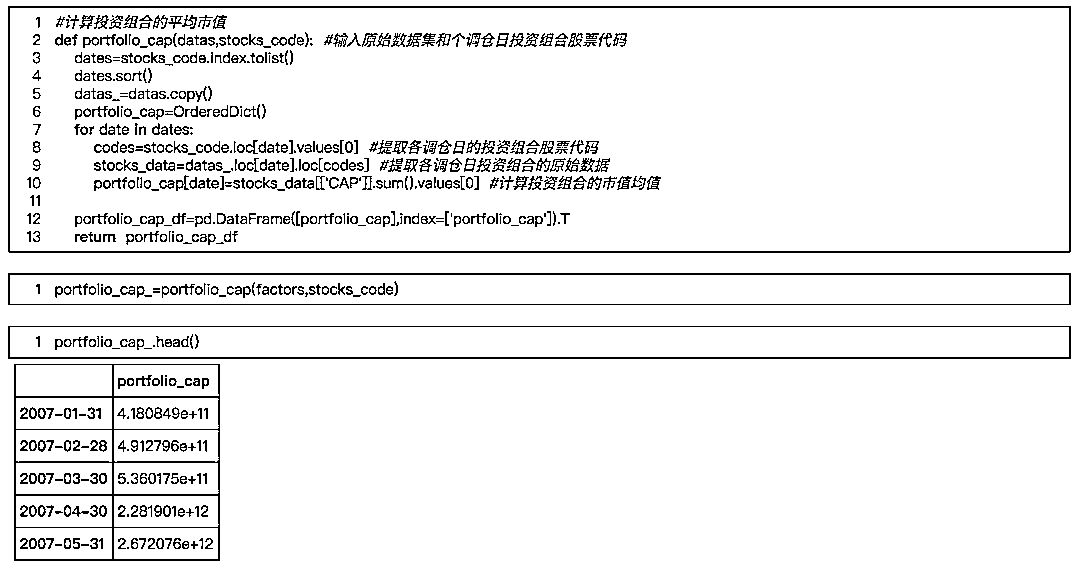 1 #计算投资组合的平均市值
2 def portfolio_cap(datas,stocks_code): #输入原始数据集和个调仓日投资组合股票代码
3 dates=stocks_code.index.tolist()
4 dates.sort()
5 datas_=datas.copy()
6 portfolio_cap=OrderedDict()
7 for date in dates:
8 codes=stocks_code.loc[date].values[0] #提取各调仓日的投资组合股票代码
9 stocks_data=datas_.loc[date].loc[codes] #提取各调仓日投资组合的原始数据
10 portfolio_cap[date]=stocks_data[['CAP']].sum().values[0] #计算投资组合的市值均值
11
12 portfolio_cap_df=pd.DataFrame([portfolio_cap],index=['portfolio_cap']).T
13 return portfolio_cap_df
1 portfolio_cap_=portfolio_cap(factors,stocks_code)
1 portfolio_cap_.head()
portfolio_cap
2007-01-31 4.180849e+11
2007-02-28 4.912796e+11
2007-03-30 5.360175e+11
2007-04-30 2.281901e+12
2007-05-31 2.672076e+12